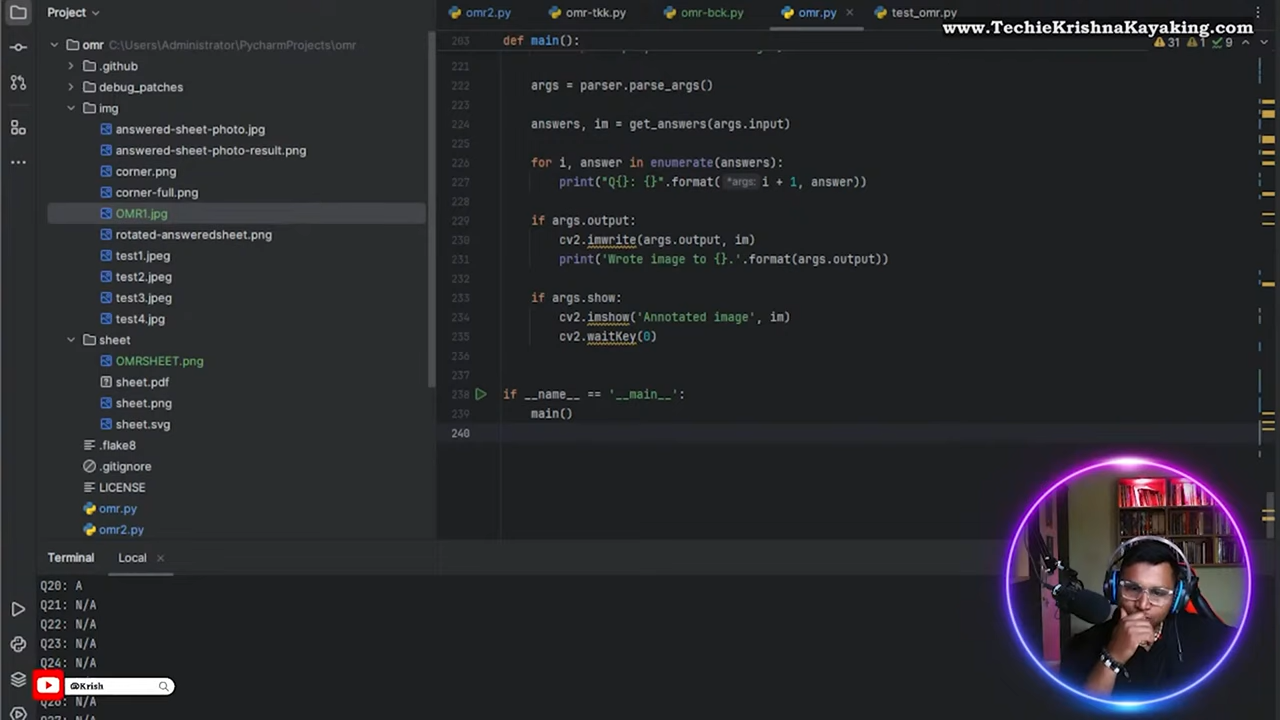 Project
omr2.py
omr-tkk.py
omr-bck.py
omr.py
test_omr.py
www.TechieKrishnaKayaking.com
omr C:\Users\Administrator\PycharmProjects\omr
.github
debug_patches
img
answered-sheet-photo.jpg
answered-sheet-photo-result.png
corner.png
corner-full.png
OMR1.jpg
rotated-answeredsheet.png
test1.jpeg
test2.jpeg
test3.jpeg
test4.jpg
sheet
OMRSHEET.png
sheet.pdf
sheet.png
sheet.svg
.flake8
.gitignore
LICENSE
omr.py
omr2.py
31 1 9
203 def main():
221
222 args = parser.parse_args()
223
224 answers, im = get_answers(args.input)
225
226 for i, answer in enumerate(answers):
227 print("Q{}: {}".format( *args: i + 1, answer))
228
229 if args.output:
230 cv2.imwrite(args.output, im)
231 print('Wrote image to {}.'.format(args.output))
232
233 if args.show:
234 cv2.imshow('Annotated image', im)
235 cv2.waitKey(0)
236
237
238 if __name__ == '__main__':
239 main()
240
Terminal
Local
Q20: A
Q21: N/A
Q22: N/A
Q23: N/A
Q24: N/A
@Krish